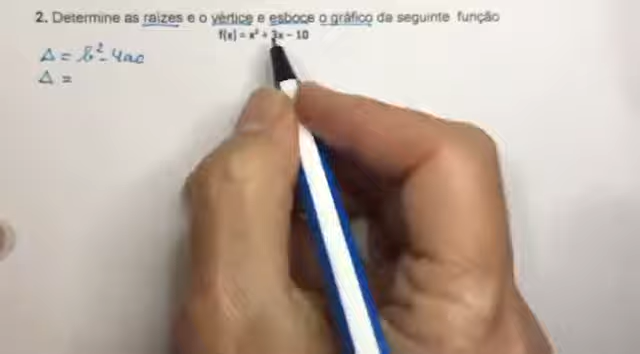 2. Determine as raízes e o vértice e esboce o gráfico da seguinte função
f(x) = x² + 3x – 10
Δ = b² - 4ac
Δ =